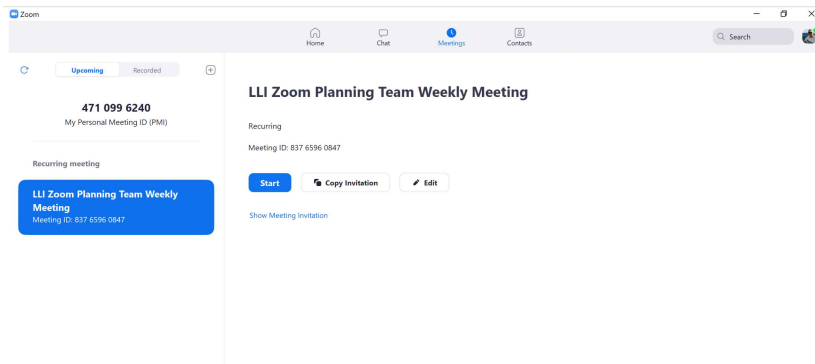 Zoom
Home
Chat
Meetings
Contacts
Search
Upcoming
Recorded
471 099 6240
My Personal Meeting ID (PMI)
Recurring meeting
LLI Zoom Planning Team Weekly
Meeting
Meeting ID: 837 6596 0847
LLI Zoom Planning Team Weekly Meeting
Recurring
Meeting ID: 837 6596 0847
Start
Copy Invitation
Edit
Show Meeting Invitation